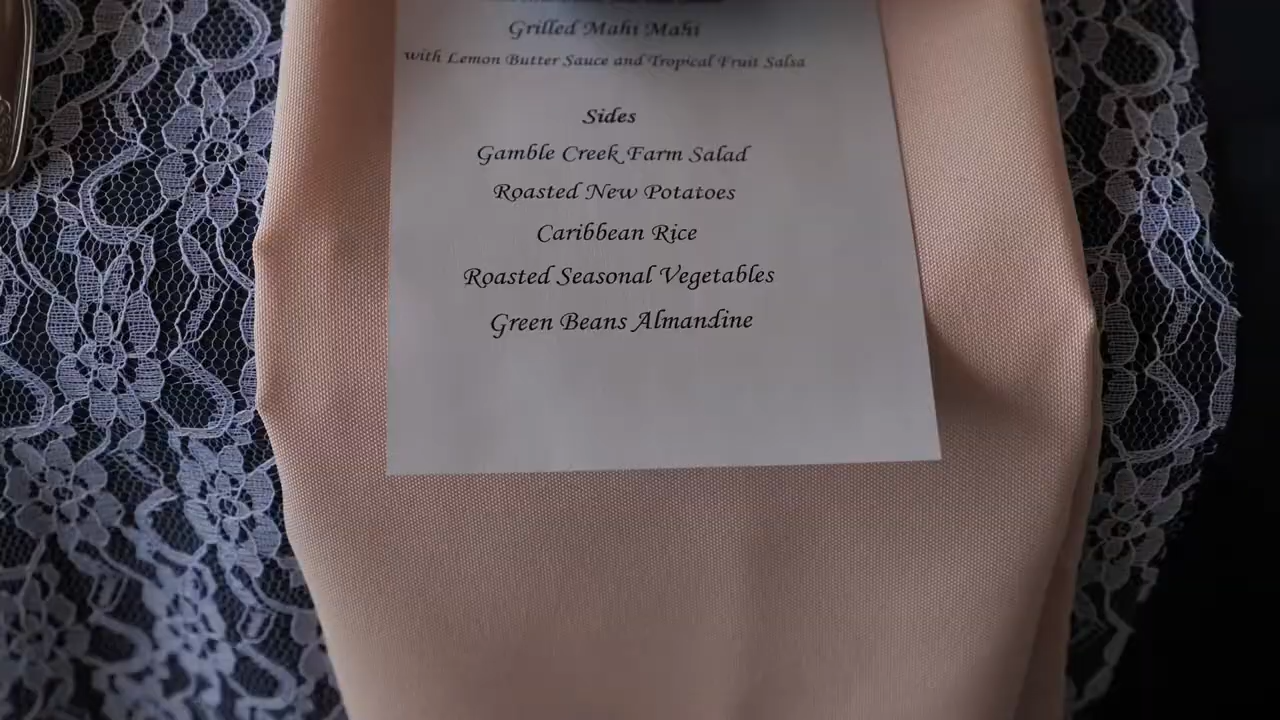 Grilled Mahi Mahi
with Lemon Butter Sauce and Tropical Fruit Salsa
Sides
Gamble Creek Farm Salad
Roasted New Potatoes
Caribbean Rice
Roasted Seasonal Vegetables
Green Beans Almandine